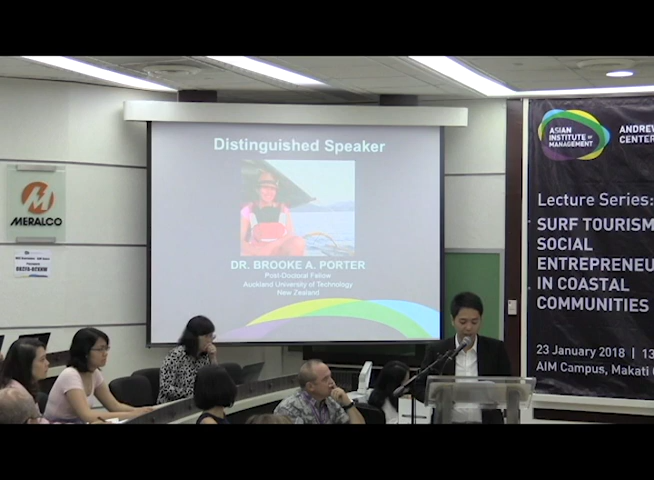 Distinguished Speaker
DR. BROOKE A. PORTER
Post-Doctoral Fellow
Auckland University of Technology
New Zealand
MERALCO
ASIAN
INSTITUTE OF
MANAGEMENT
ANDREW
CENTER
Lecture Series:
SURF TOURISM
SOCIAL
ENTREPRENEU
IN COASTAL
COMMUNITIES
23 January 2018 | 13
AIM Campus, Makati